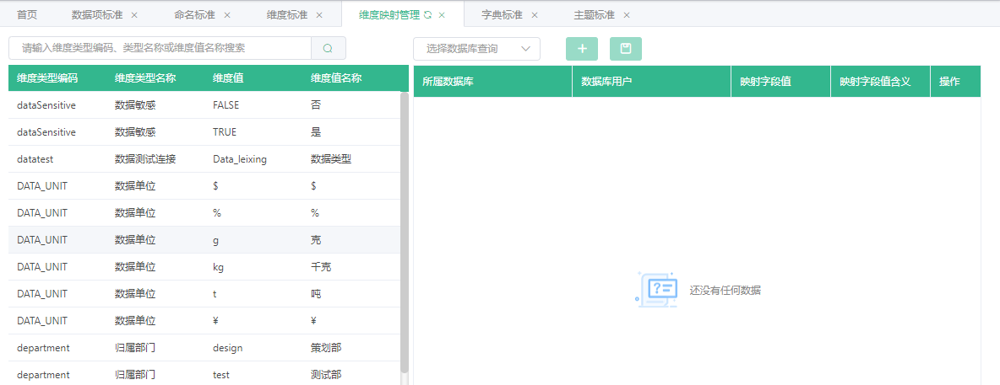 首页 数据项标准 命名标准 维度标准 维度映射管理 字典标准 主题标准
请输入维度类型编码、类型名称或维度值名称搜索 选择数据库查询
维度类型编码 维度类型名称 维度值 维度值名称
dataSensitive 数据敏感 FALSE 否
dataSensitive 数据敏感 TRUE 是
datatest 数据测试连接 Data_leixing 数据类型
DATA_UNIT 数据单位 $ $
DATA_UNIT 数据单位 % %
DATA_UNIT 数据单位 g 克
DATA_UNIT 数据单位 kg 千克
DATA_UNIT 数据单位 t 吨
DATA_UNIT 数据单位 ¥ ¥
department 归属部门 design 策划部
department 归属部门 test 测试部
所属数据库 数据库用户 映射字段值 映射字段值含义 操作
还没有任何数据